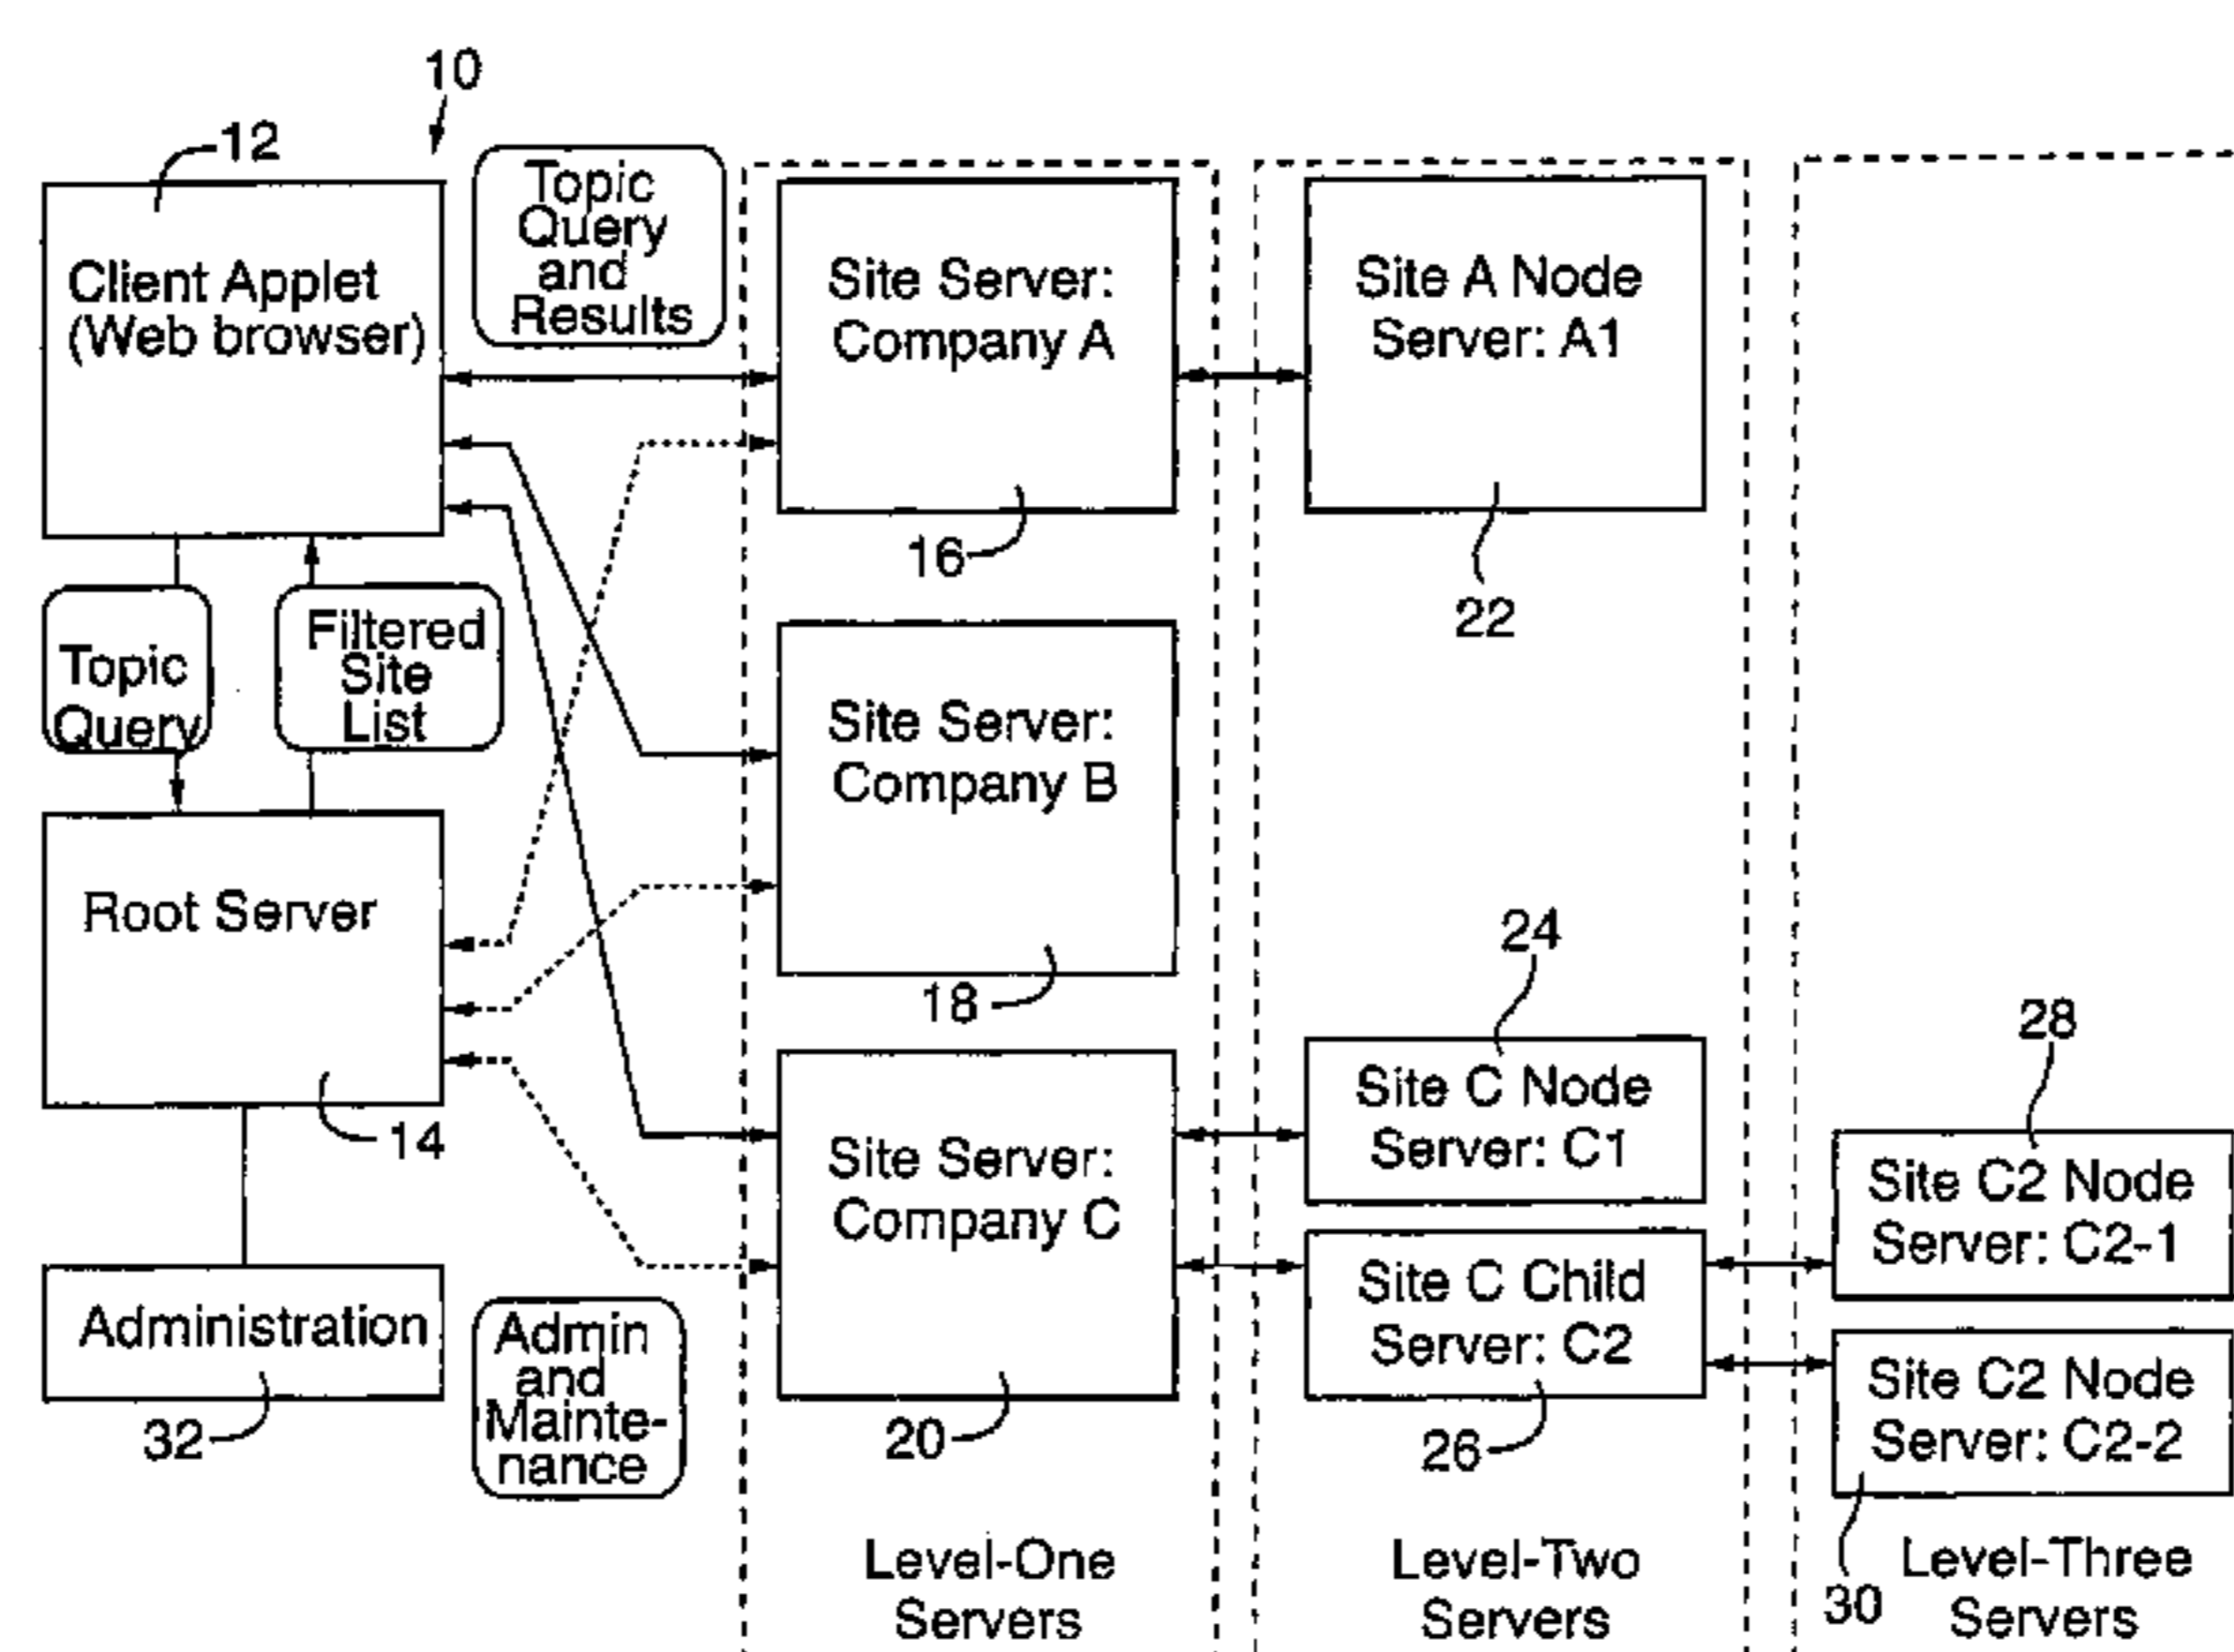 10
12
Topic
Query
and
Results
Client Applet
(Web browser)
Site Server:
Company A
16
Site A Node
Server: A1
22
Topic
Query
Filtered
Site
List
Site Server:
Company B
18
Root Server
14
24
Site C Node
Server: C1
28
Site C2 Node
Server: C2-1
Site Server:
Company C
20
Site C Child
Server: C2
26
Site C2 Node
Server: C2-2
30
Administration
32
Admin
and
Mainte-
nance
Level-One
Servers
Level-Two
Servers
Level-Three
Servers